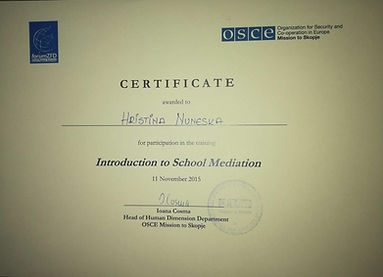 forumZFD
OSCE
Organization for Security and
Co-operation in Europe
Mission to Skopje
CERTIFICATE
awarded to
HRISTINA NUNESKA
for participation in the training
Introduction to School Mediation
11 November 2015
Ioana Cosma
Head of Human Dimension Department
OSCE Mission to Skopje